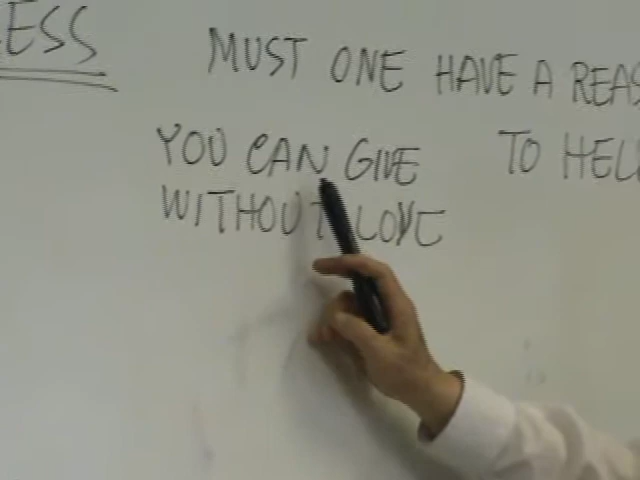 ESS
MUST ONE HAVE A REAS
YOU CAN GIVE
WITHOUT LOVE
TO HEL